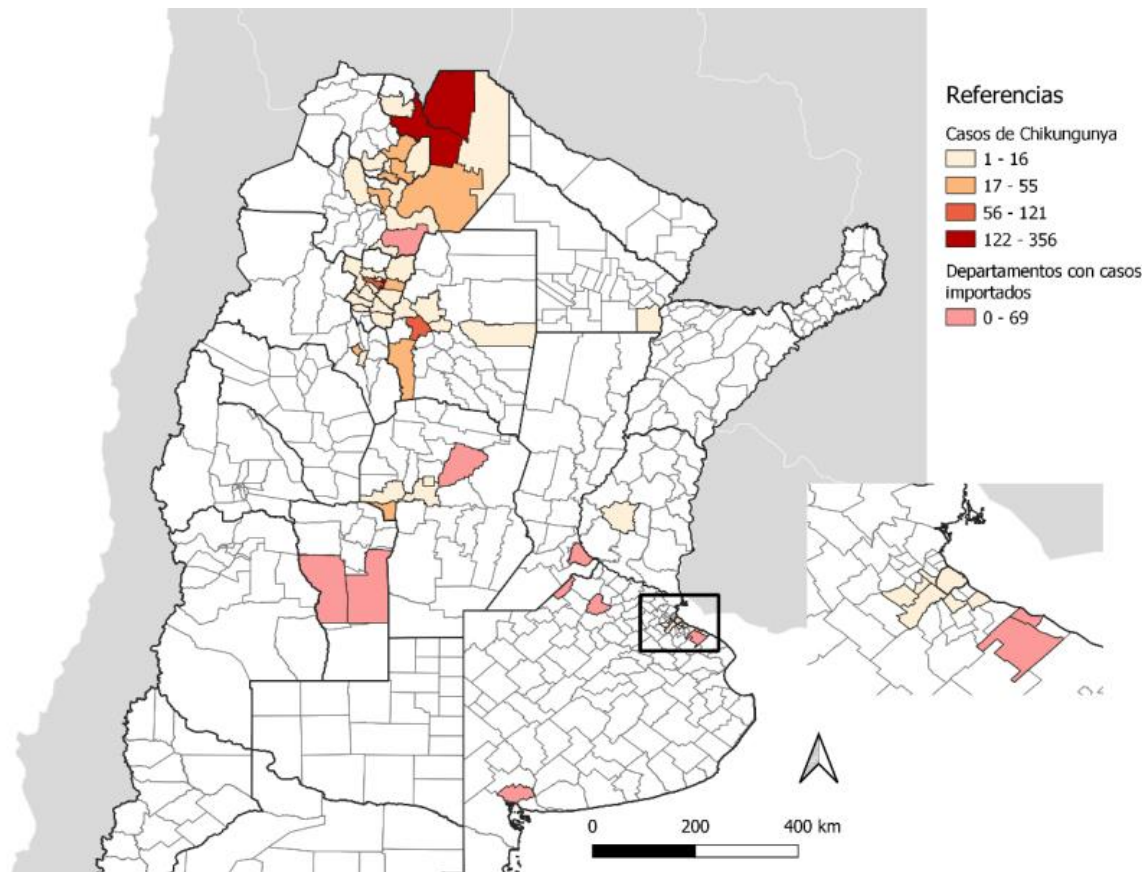 Referencias
Casos de Chikungunya
1 - 16
17 - 55
56 - 121
122 - 356
Departamentos con casos
importados
0 - 69
0 200 400 km